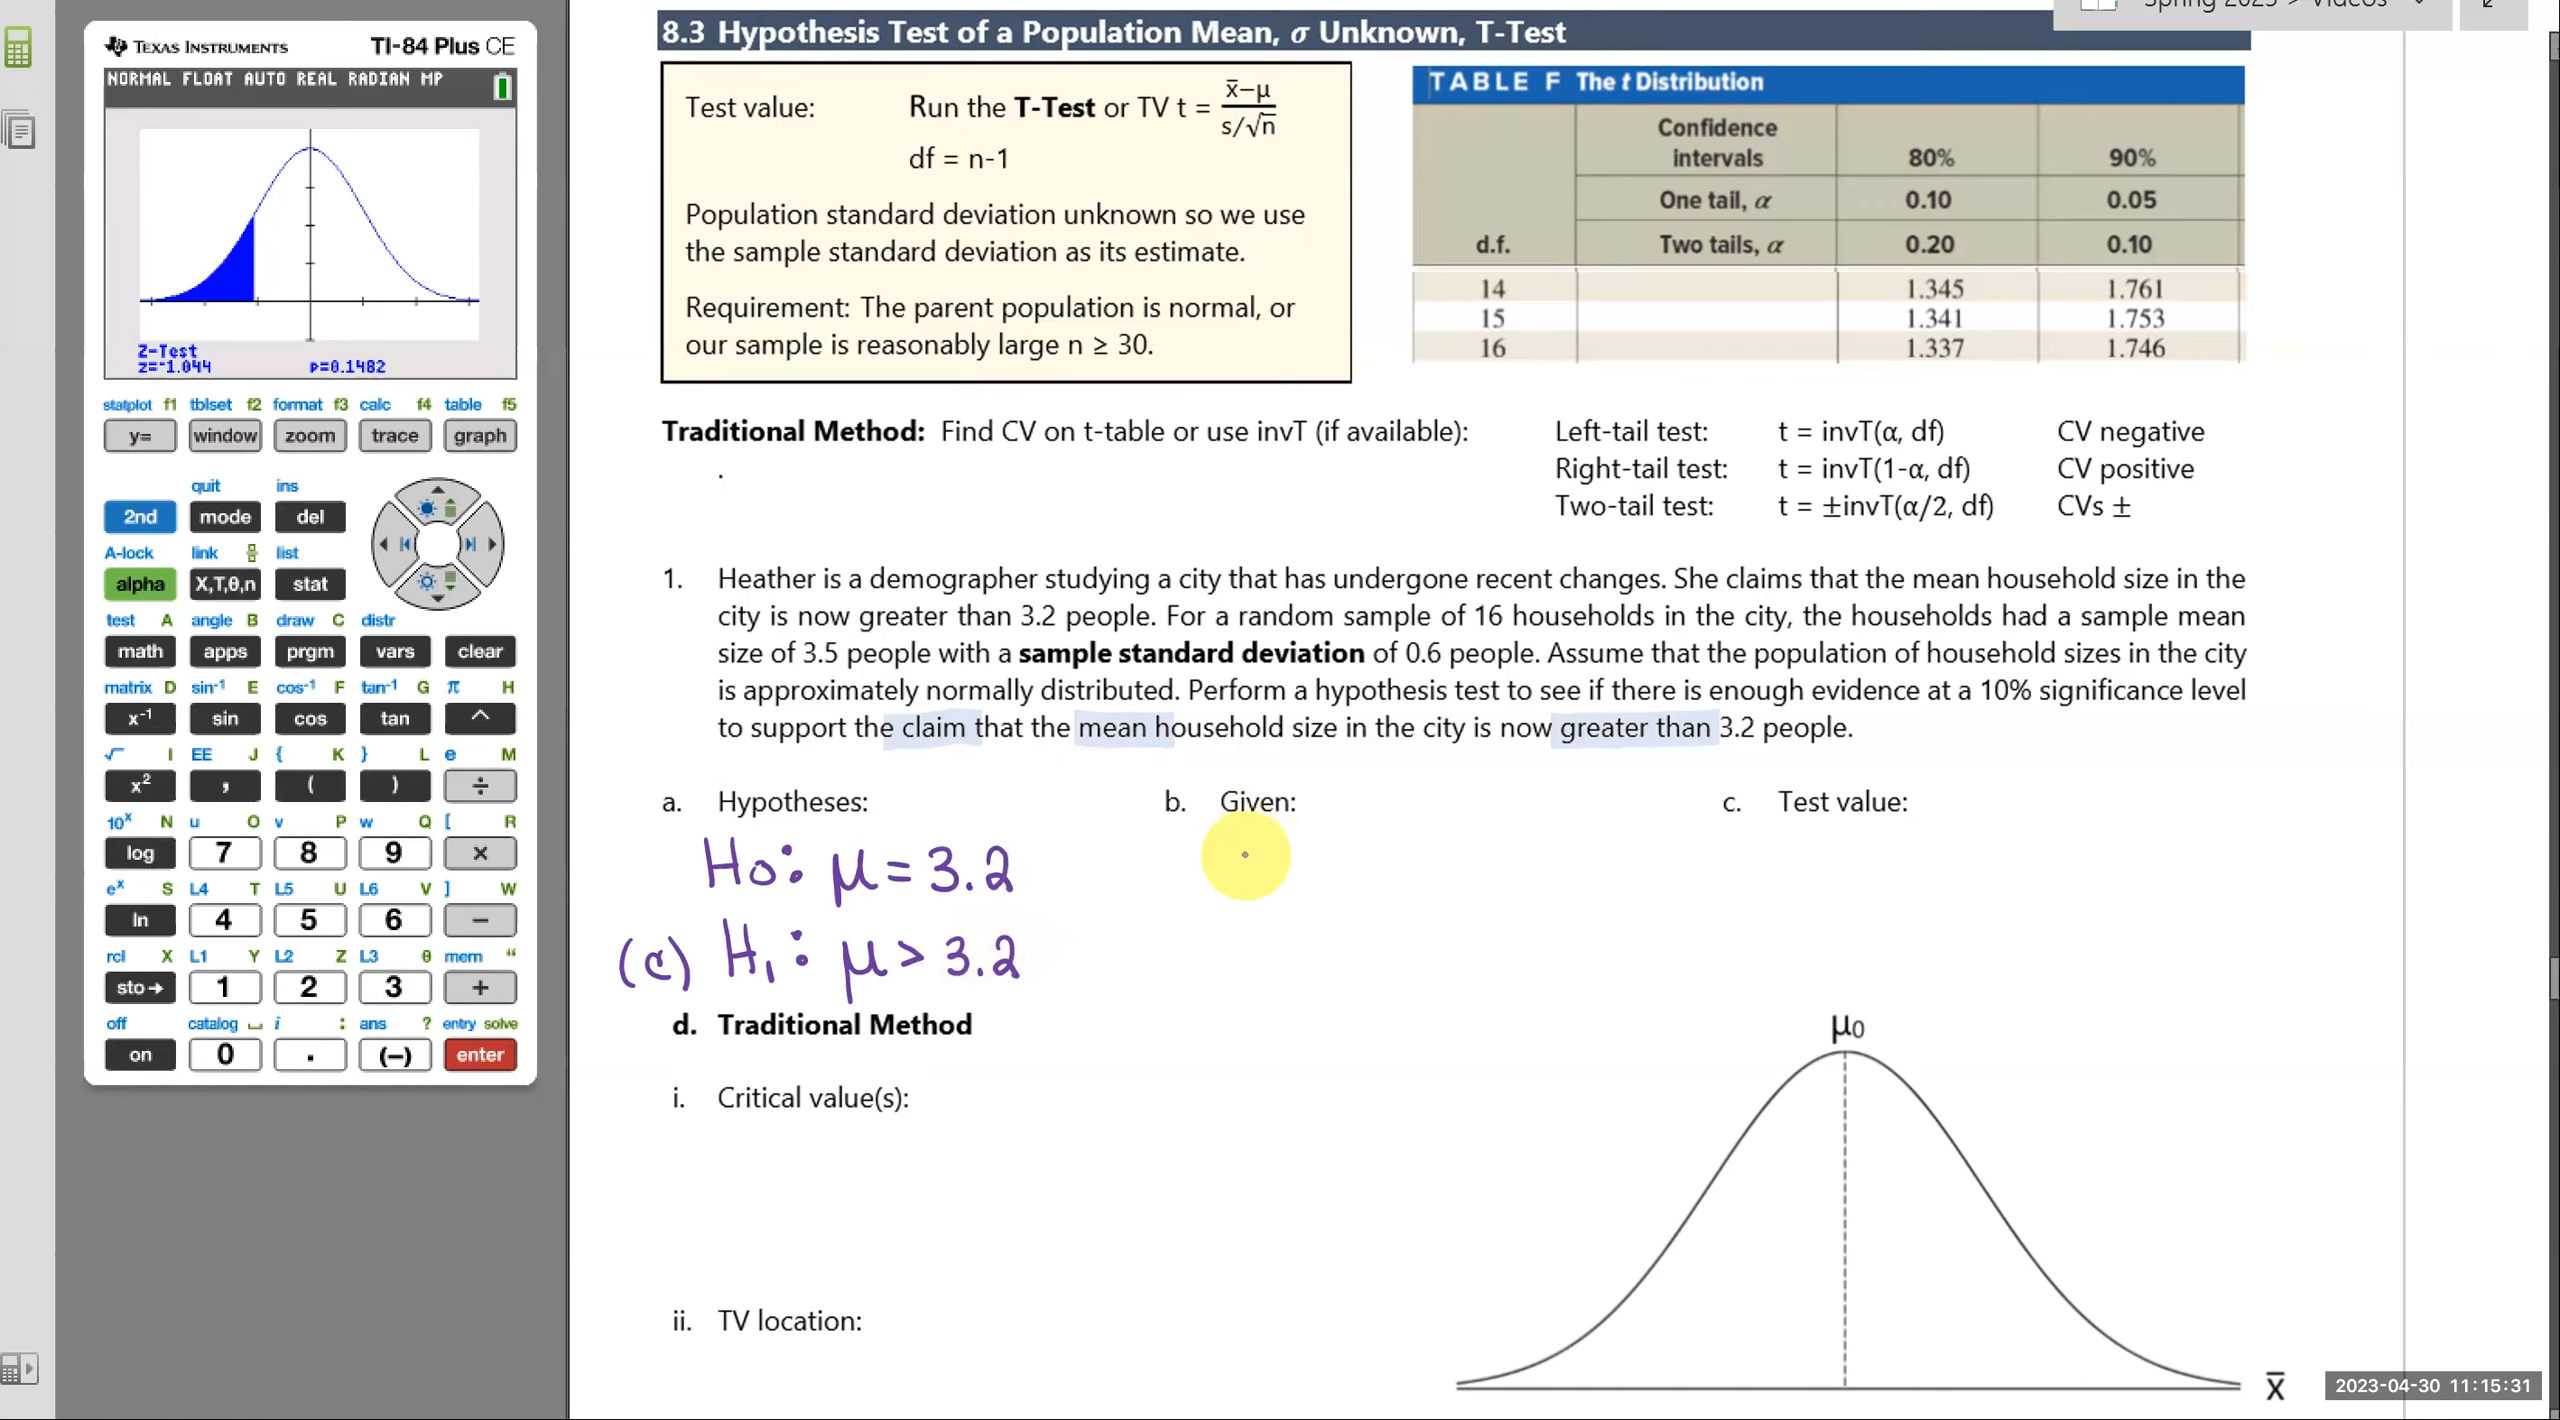 Spring 2023 > Videos
TEXAS INSTRUMENTS TI-84 Plus CE
NORMAL FLOAT AUTO REAL RADIAN MP
Z-Test
z=-1.044 p=0.1482
statplot f1 tblset f2 format f3 calc f4 table f5
y= window zoom trace graph
quit ins
2nd mode del
A-lock link list
alpha X,T,θ,n stat
test A angle B draw C distr
math apps prgm vars clear
matrix D sin⁻¹ E cos⁻¹ F tan⁻¹ G π H
x⁻¹ sin cos tan ^
√ I EE J { K } L e M
x² , ( ) ÷
10ˣ N u O v P w Q [ R
log 7 8 9 ×
eˣ S L4 T L5 U L6 V ] W
ln 4 5 6 −
rcl X L1 Y L2 Z L3 θ mem "
sto→ 1 2 3 +
off catalog ⎵ i : ans ? entry solve
on 0 . (−) enter
8.3 Hypothesis Test of a Population Mean, σ Unknown, T-Test
Test value: Run the T-Test or TV t = x̄−μ
s/√n
df = n-1
Population standard deviation unknown so we use
the sample standard deviation as its estimate.
Requirement: The parent population is normal, or
our sample is reasonably large n ≥ 30.
TABLE F The t Distribution
Confidence
intervals 80% 90%
One tail, α 0.10 0.05
d.f. Two tails, α 0.20 0.10
14 1.345 1.761
15 1.341 1.753
16 1.337 1.746
Traditional Method: Find CV on t-table or use invT (if available):
.
Left-tail test: t = invT(α, df) CV negative
Right-tail test: t = invT(1-α, df) CV positive
Two-tail test: t = ±invT(α/2, df) CVs ±
1. Heather is a demographer studying a city that has undergone recent changes. She claims that the mean household size in the
city is now greater than 3.2 people. For a random sample of 16 households in the city, the households had a sample mean
size of 3.5 people with a sample standard deviation of 0.6 people. Assume that the population of household sizes in the city
is approximately normally distributed. Perform a hypothesis test to see if there is enough evidence at a 10% significance level
to support the claim that the mean household size in the city is now greater than 3.2 people.
a. Hypotheses: b. Given: c. Test value:
Ho: μ = 3.2
(c) H₁: μ > 3.2
d. Traditional Method
μ0
i. Critical value(s):
ii. TV location:
x̄
2023-04-30 11:15:31